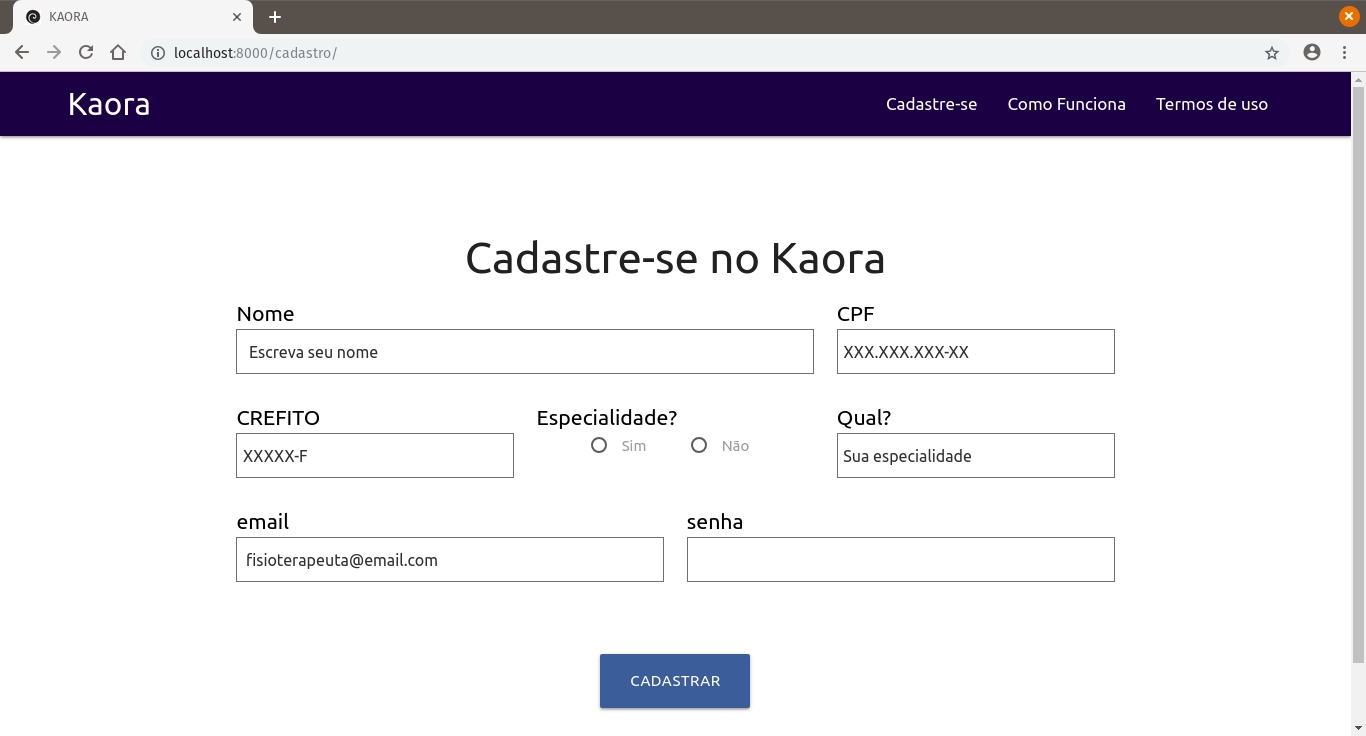 KAORA
localhost:8000/cadastro/
Kaora
Cadastre-se Como Funciona Termos de uso
Cadastre-se no Kaora
Nome CPF
Escreva seu nome XXX.XXX.XXX-XX
CREFITO Especialidade? Qual?
Sim Não
XXXXX-F Sua especialidade
email senha
fisioterapeuta@email.com
CADASTRAR